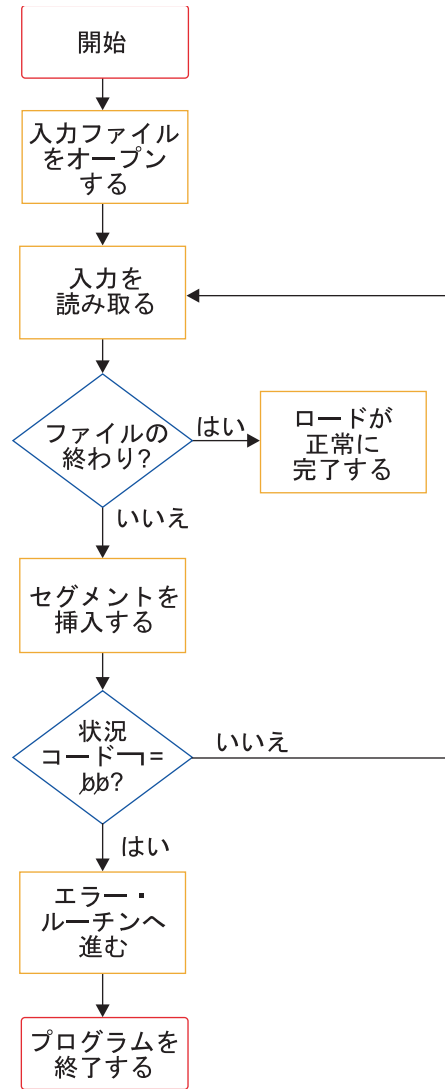 開始
入力ファイル
をオープン
する
入力を
読み取る
ファイルの
終わり?
はい
ロードが
正常に
完了する
いいえ
セグメントを
挿入する
状況
コード¬=
b̸b̸?
いいえ
はい
エラー・
ルーチンへ
進む
プログラムを
終了する